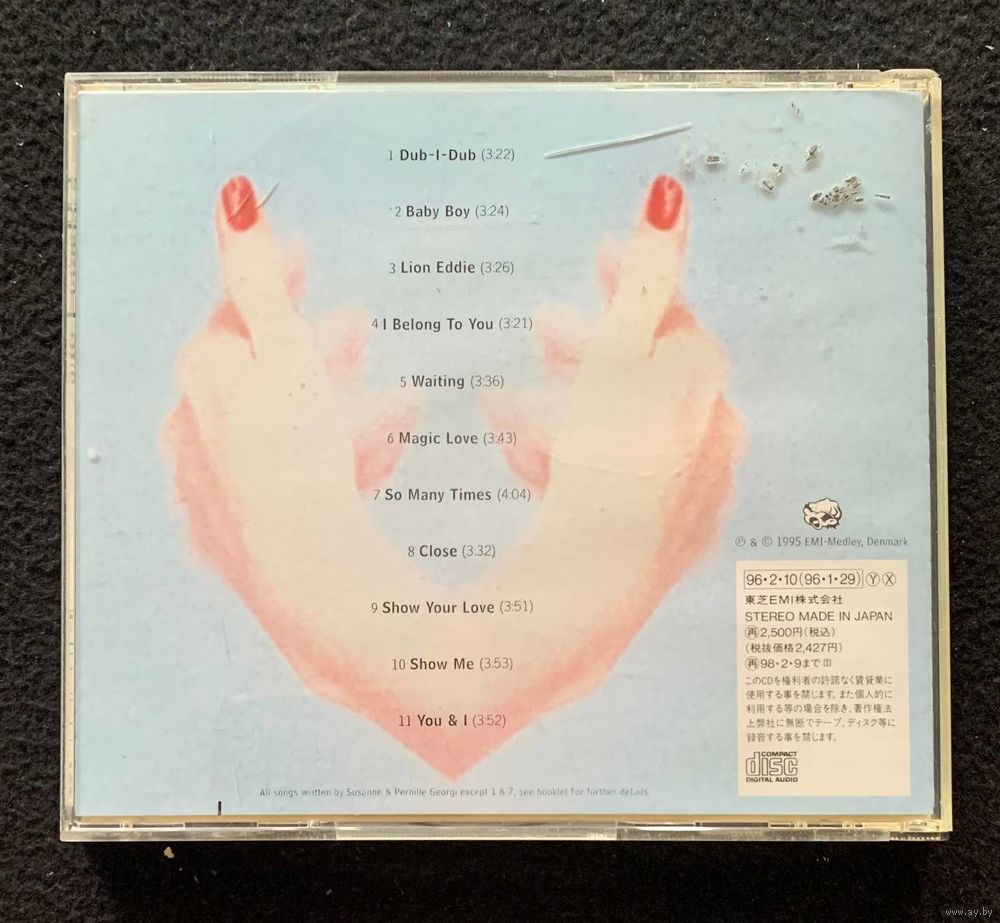 1 Dub-I-Dub (3:22)
2 Baby Boy (3:24)
3 Lion Eddie (3:26)
4 I Belong To You (3:21)
5 Waiting (3:36)
6 Magic Love (3:43)
7 So Many Times (4:04)
8 Close (3:32)
9 Show Your Love (3:51)
10 Show Me (3:53)
11 You & I (3:52)
All songs written by Susanne & Pernille Georgi except 1 & 7, see booklet for further details.
Ⓟ & © 1995 EMI-Medley, Denmark
96・2・10(96・1・29) Ⓨ Ⓧ
東芝EMI株式会社
STEREO MADE IN JAPAN
再2,500円(税込)
(税抜価格2,427円)
再98・2・9まで
このCDを権利者の許諾なく賃貸業に
使用する事を禁じます。また個人的に
利用する等の場合を除き、著作権法
上弊社に無断でテープ、ディスク等に
録音する事を禁じます。
COMPACT
disc
DIGITAL AUDIO
www.ay.by